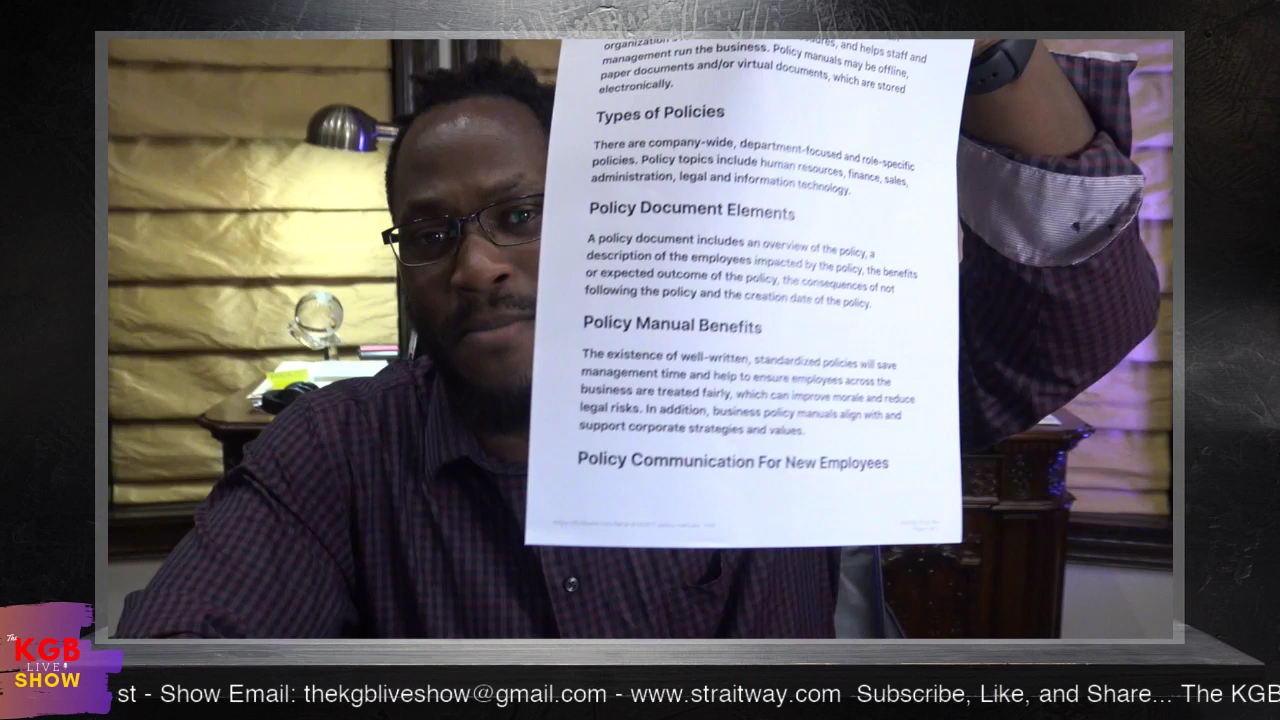 management run the business. Policy manuals may be offline,
paper documents and/or virtual documents, which are stored
electronically.
Types of Policies
There are company-wide, department-focused and role-specific
policies. Policy topics include human resources, finance, sales,
administration, legal and information technology.
Policy Document Elements
A policy document includes an overview of the policy, a
description of the employees impacted by the policy, the benefits
or expected outcome of the policy, the consequences of not
following the policy and the creation date of the policy.
Policy Manual Benefits
The existence of well-written, standardized policies will save
management time and help to ensure employees across the
business are treated fairly, which can improve morale and reduce
legal risks. In addition, business policy manuals align with and
support corporate strategies and values.
Policy Communication For New Employees
The
KGB
LIVE
SHOW
st - Show Email: thekgbliveshow@gmail.com - www.straitway.com Subscribe, Like, and Share... The KGB